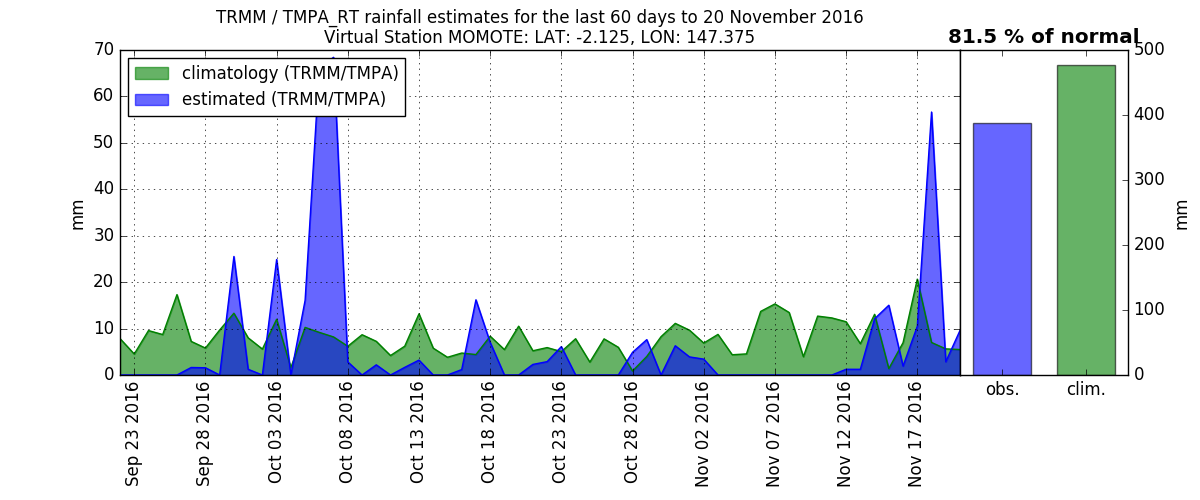 TRMM / TMPA_RT rainfall estimates for the last 60 days to 20 November 2016
Virtual Station MOMOTE: LAT: -2.125, LON: 147.375
81.5 % of normal
climatology (TRMM/TMPA)
estimated (TRMM/TMPA)
70
60
50
40
30
20
10
0
mm
500
400
300
200
100
0
mm
Sep 23 2016
Sep 28 2016
Oct 03 2016
Oct 08 2016
Oct 13 2016
Oct 18 2016
Oct 23 2016
Oct 28 2016
Nov 02 2016
Nov 07 2016
Nov 12 2016
Nov 17 2016
obs.
clim.